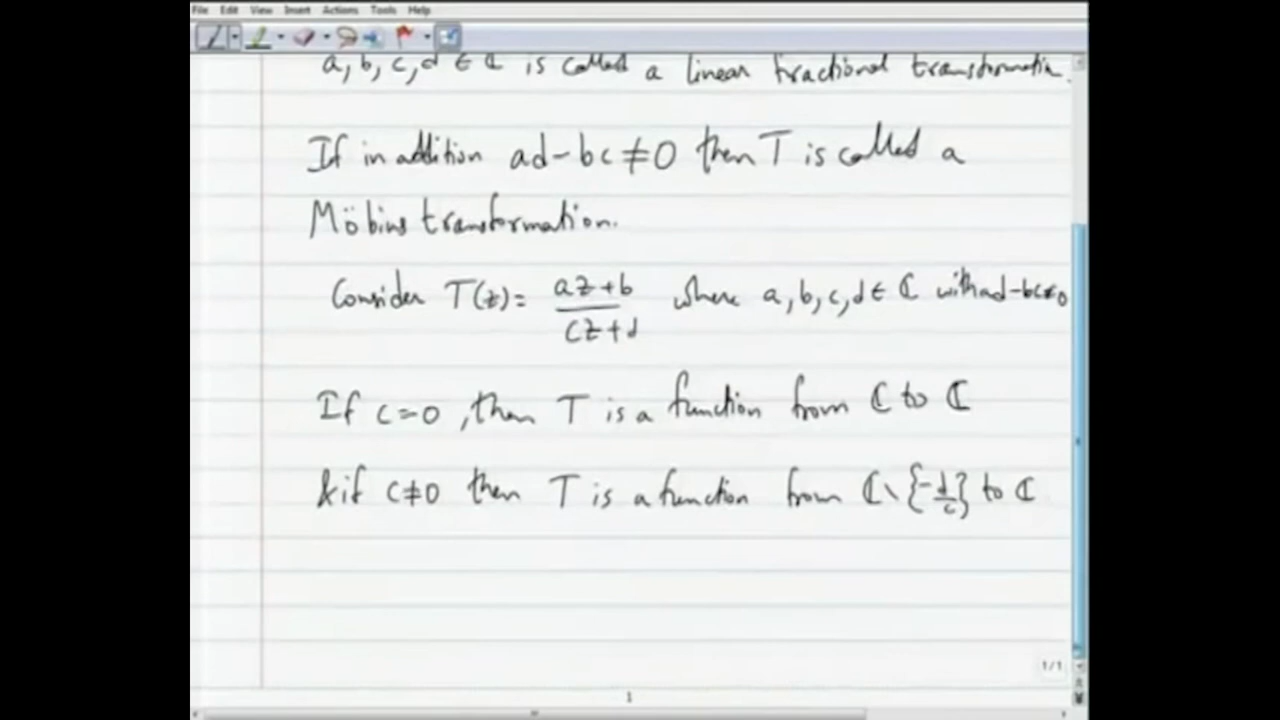 File Edit View Insert Actions Tools Help
a, b, c, d ∈ ℂ is called a linear fractional transformation.
If in addition ad-bc≠0 then T is called a
Möbius transformation.
Consider T(z) = az+b / cz+d where a, b, c, d ∈ ℂ with ad-bc≠0
If c=0, then T is a function from ℂ to ℂ
& if c≠0 then T is a function from ℂ\{-d/c} to ℂ
1/1
1